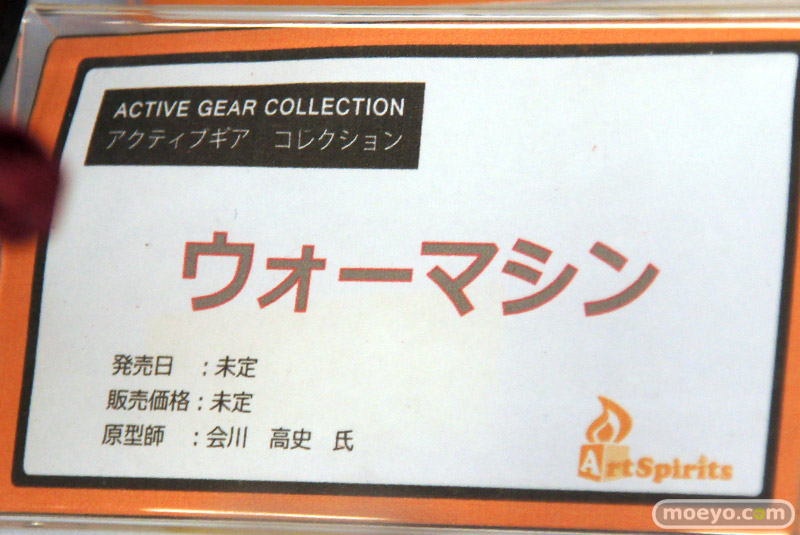 ACTIVE GEAR COLLECTION
アクティブギア コレクション
ウォーマシン
発売日 ：未定
販売価格：未定
原型師 ：会川 高史 氏
ArtSpirits
moeyo.com